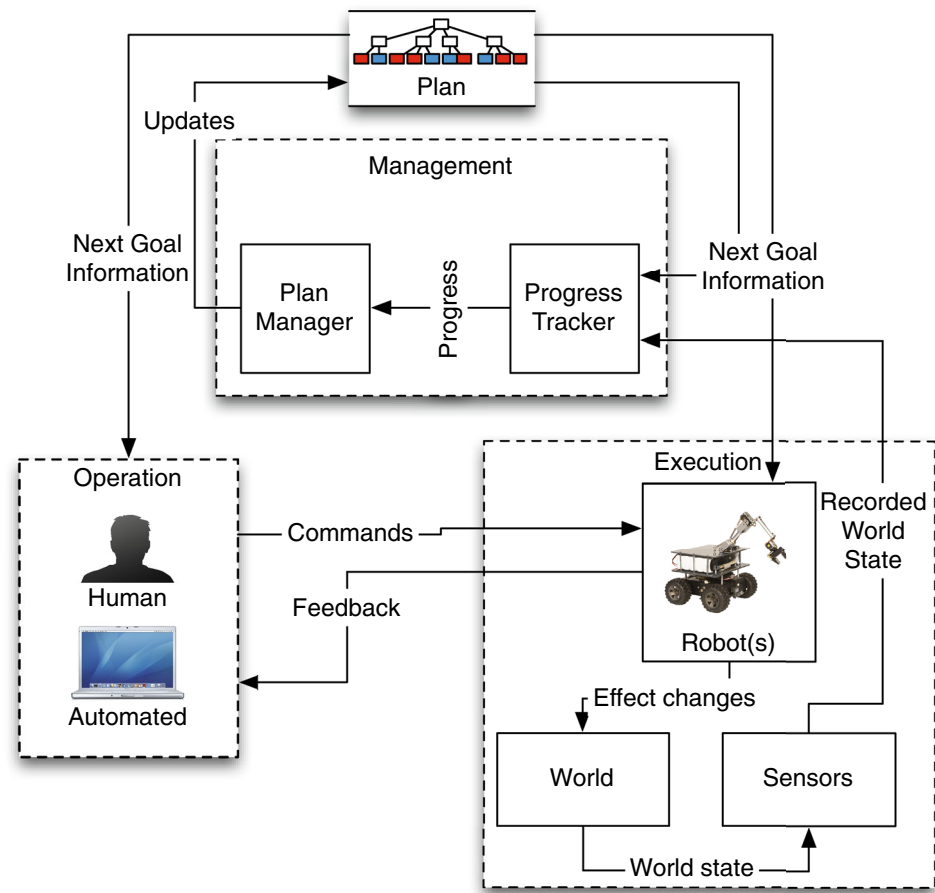 Plan
Updates
Management
Next Goal
Information
Next Goal
Information
Plan
Manager
Progress
Progress
Tracker
Operation
Execution
Recorded
World
State
Commands
Human
Feedback
Robot(s)
Automated
Effect changes
World
Sensors
World state